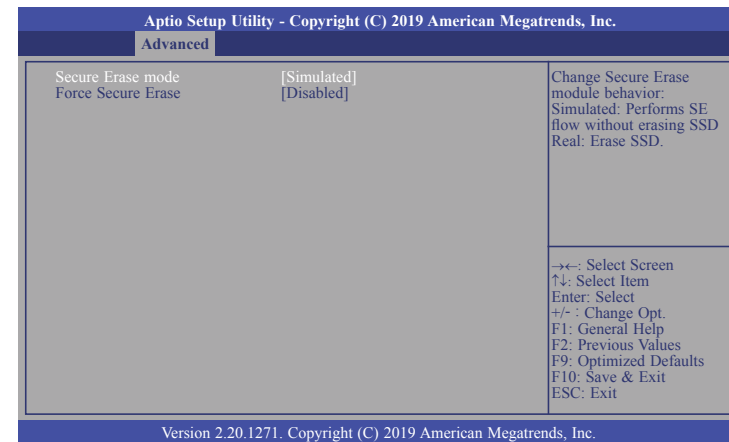 Aptio Setup Utility - Copyright (C) 2019 American Megatrends, Inc.
Advanced
Secure Erase mode [Simulated]
Force Secure Erase [Disabled]
Change Secure Erase
module behavior:
Simulated: Performs SE
flow without erasing SSD
Real: Erase SSD.
→←: Select Screen
↑↓: Select Item
Enter: Select
+/- : Change Opt.
F1: General Help
F2: Previous Values
F9: Optimized Defaults
F10: Save & Exit
ESC: Exit
Version 2.20.1271. Copyright (C) 2019 American Megatrends, Inc.